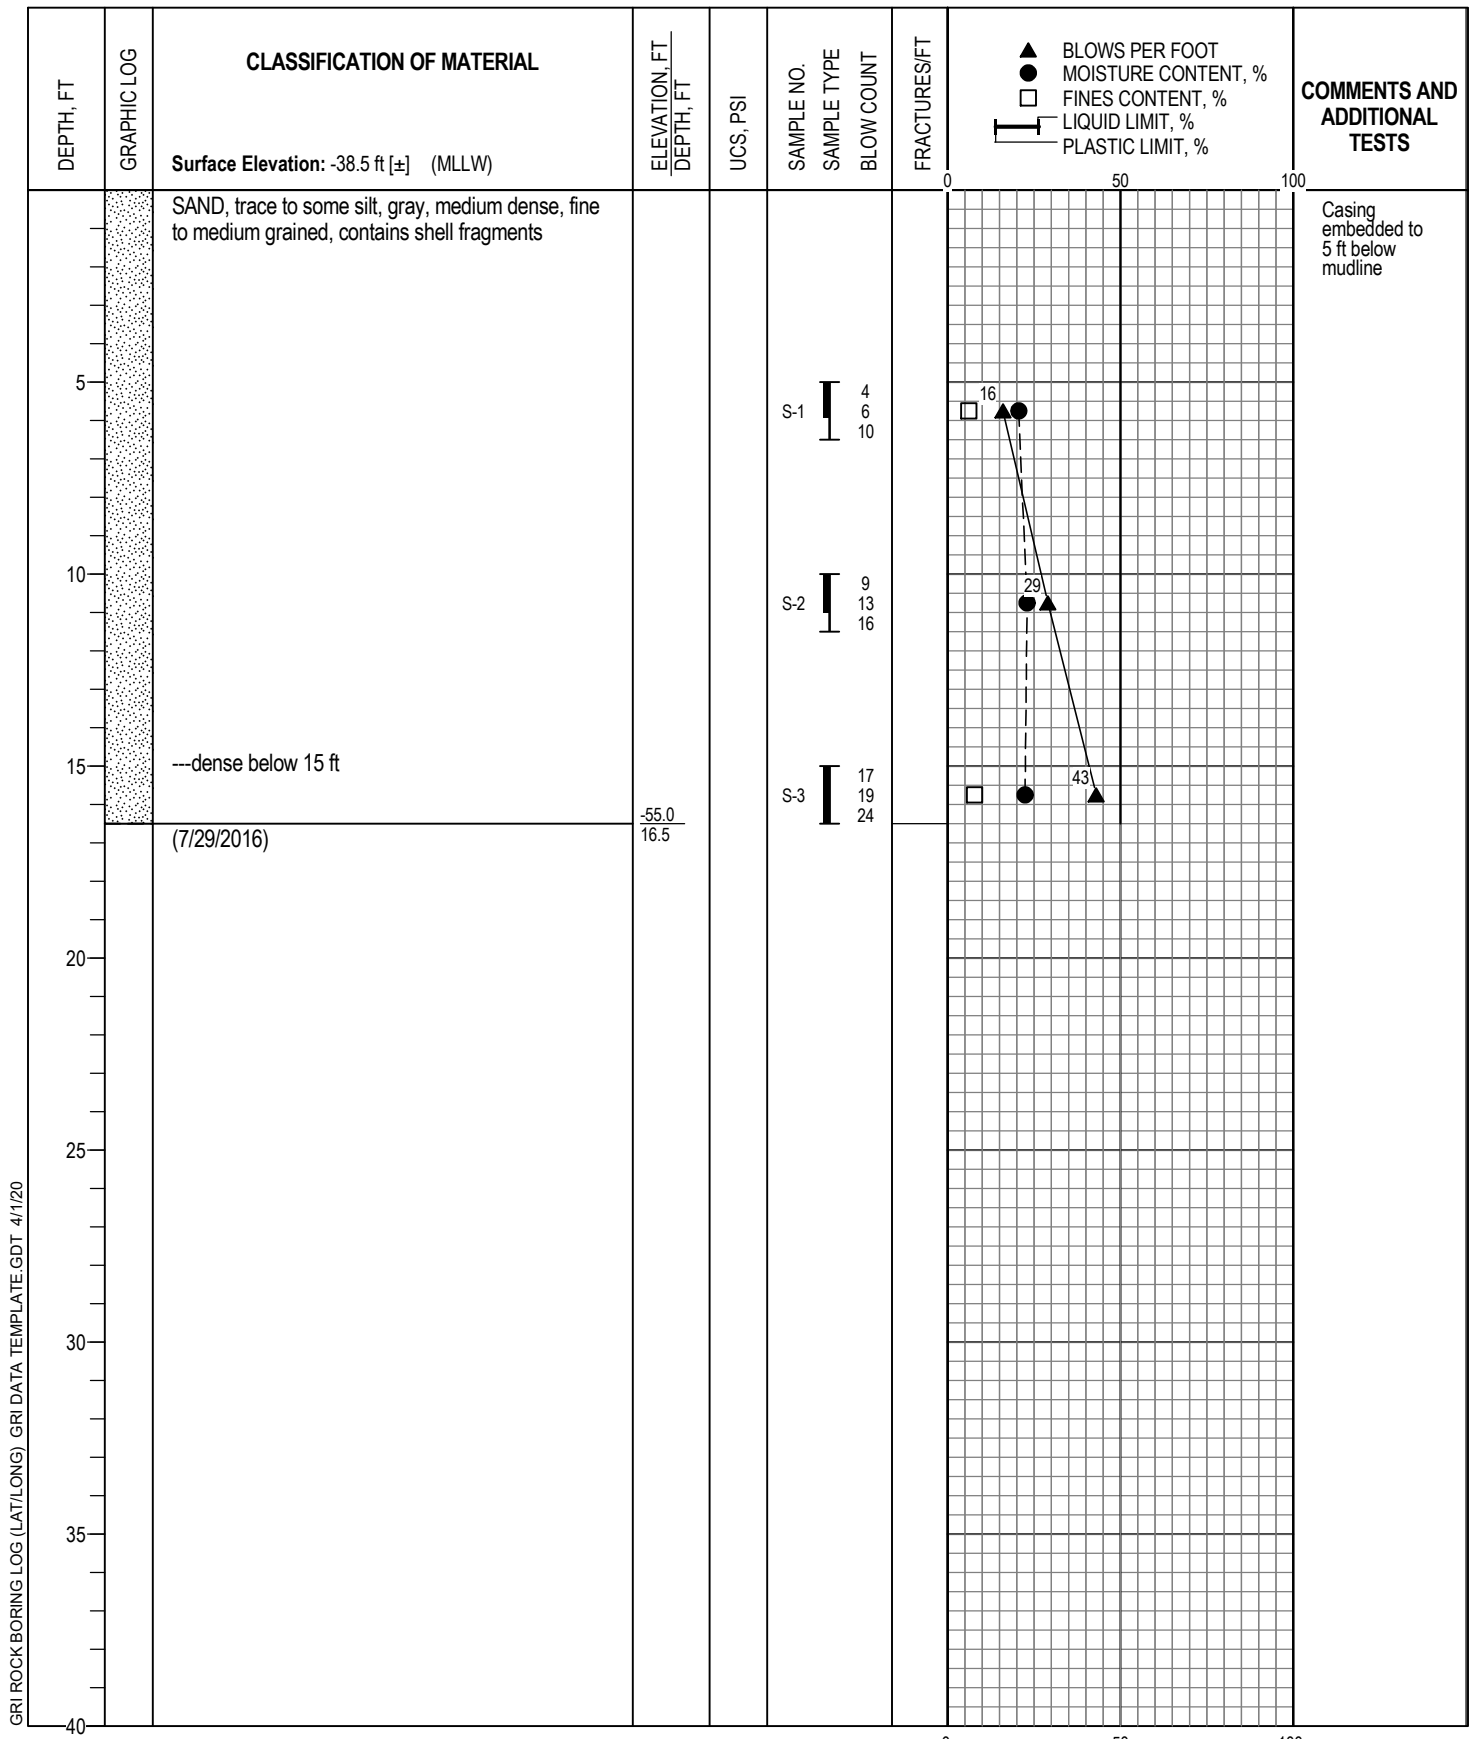 DEPTH, FT
GRAPHIC LOG
CLASSIFICATION OF MATERIAL
Surface Elevation: -38.5 ft [±] (MLLW)
ELEVATION, FT
DEPTH, FT
UCS, PSI
SAMPLE NO.
SAMPLE TYPE
BLOW COUNT
FRACTURES/FT
▲ BLOWS PER FOOT
● MOISTURE CONTENT, %
□ FINES CONTENT, %
LIQUID LIMIT, %
PLASTIC LIMIT, %
COMMENTS AND
ADDITIONAL
TESTS
0 50 100
SAND, trace to some silt, gray, medium dense, fine
to medium grained, contains shell fragments
Casing
embedded to
5 ft below
mudline
5
S-1
4
6
10
16
10
S-2
9
13
16
29
15
---dense below 15 ft
S-3
17
19
24
43
-55.0
16.5
(7/29/2016)
20
25
30
35
40
GRI ROCK BORING LOG (LAT/LONG) GRI DATA TEMPLATE.GDT 4/1/20
0 50 100